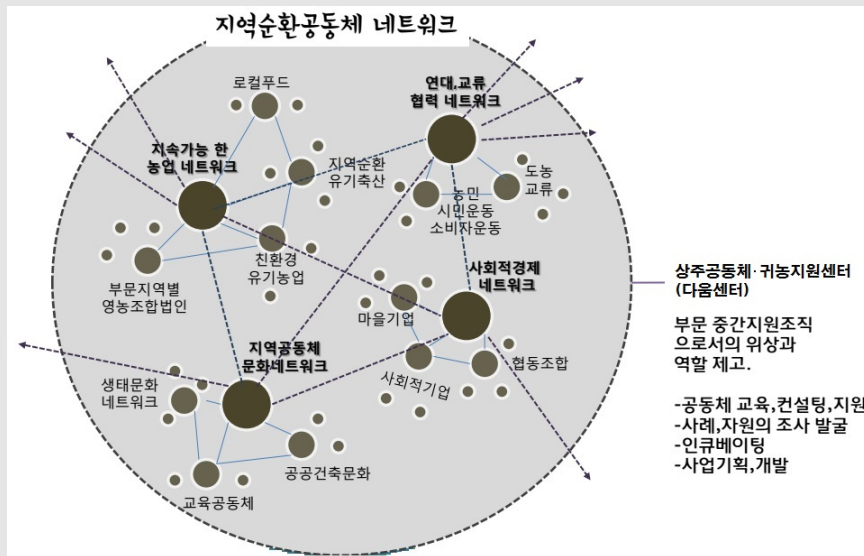 지역순환공동체 네트워크
로컬푸드
연대,교류
협력 네트워크
지속가능 한
농업 네트워크
지역순환
유기축산
도농
교류
농민
시민운동
소비자운동
친환경
유기농업
부문지역별
영농조합법인
사회적경제
네트워크
마을기업
사회적기업
협동조합
지역공동체
문화네트워크
생태문화
네트워크
공공건축문화
교육공동체
상주공동체·귀농지원센터
(다움센터)
부문 중간지원조직
으로서의 위상과
역할 제고.
-공동체 교육,컨설팅,지원
-사례,자원의 조사 발굴
-인큐베이팅
-사업기획,개발